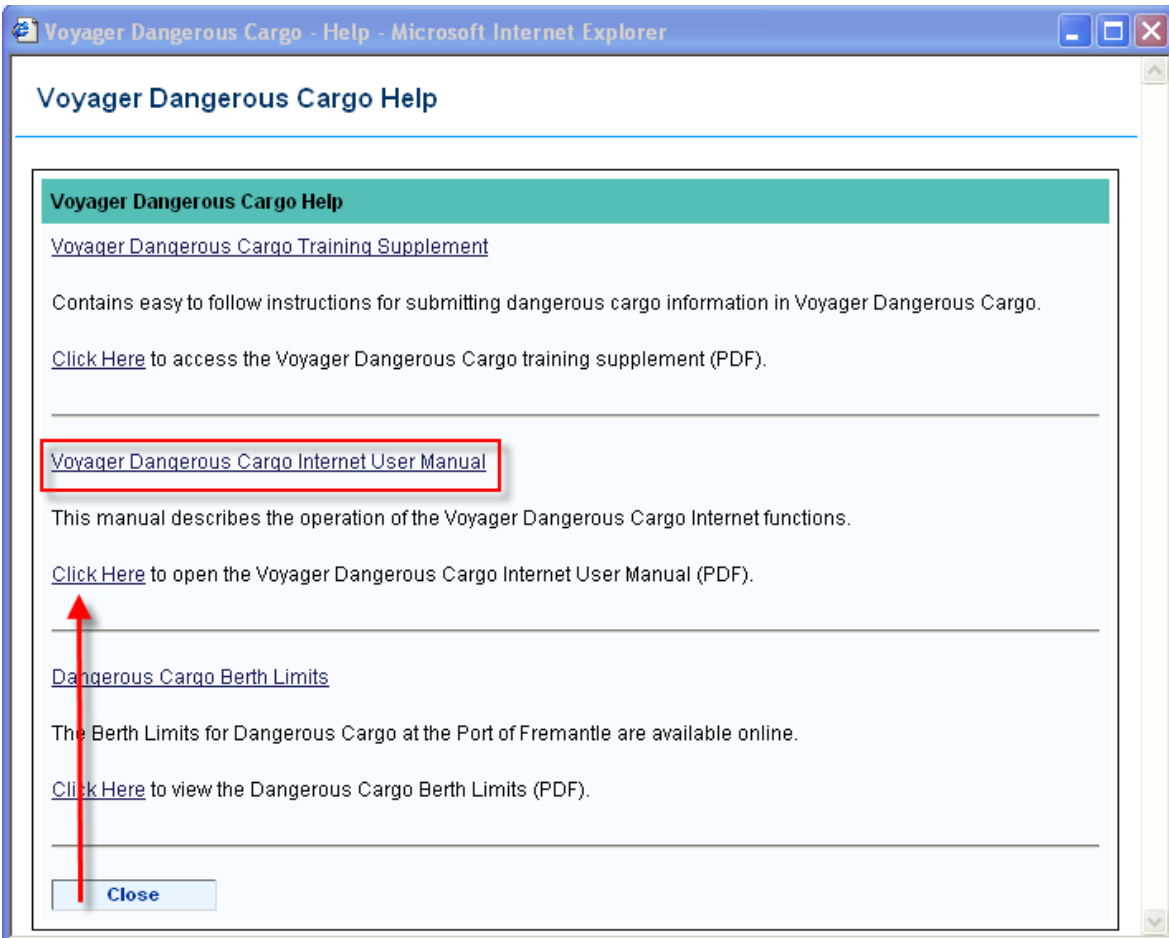 Voyager Dangerous Cargo - Help - Microsoft Internet Explorer
Voyager Dangerous Cargo Help
Voyager Dangerous Cargo Help
Voyager Dangerous Cargo Training Supplement
Contains easy to follow instructions for submitting dangerous cargo information in Voyager Dangerous Cargo.
Click Here to access the Voyager Dangerous Cargo training supplement (PDF).
Voyager Dangerous Cargo Internet User Manual
This manual describes the operation of the Voyager Dangerous Cargo Internet functions.
Click Here to open the Voyager Dangerous Cargo Internet User Manual (PDF).
Dangerous Cargo Berth Limits
The Berth Limits for Dangerous Cargo at the Port of Fremantle are available online.
Click Here to view the Dangerous Cargo Berth Limits (PDF).
Close